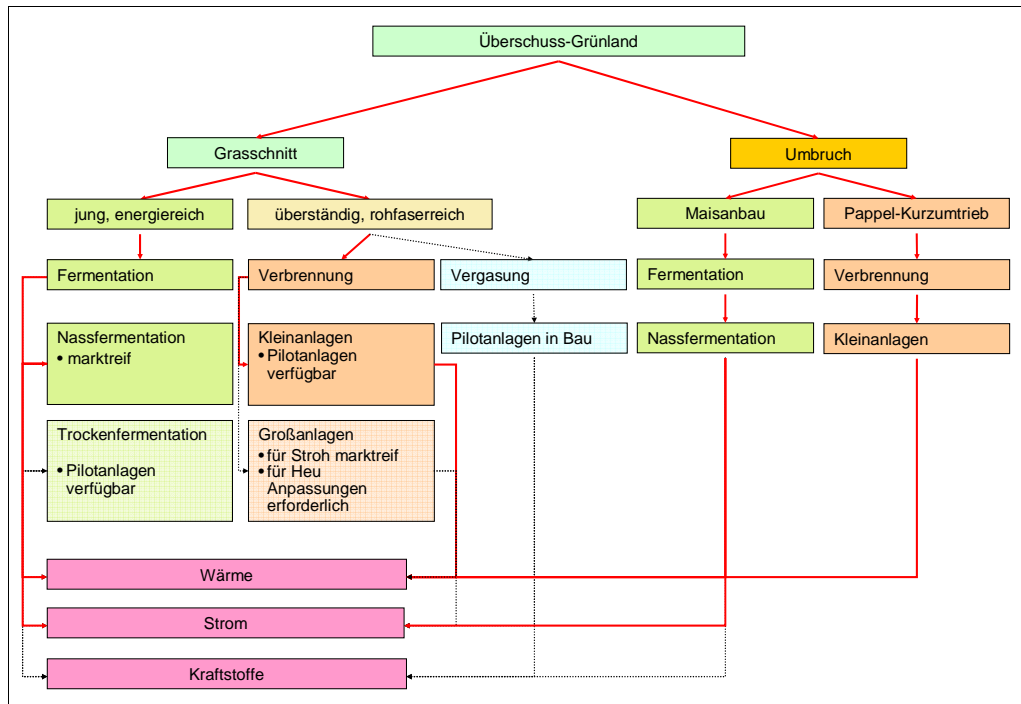 Überschuss-Grünland
Grasschnitt
Umbruch
jung, energiereich
überständig, rohfaserreich
Maisanbau
Pappel-Kurzumtrieb
Fermentation
Verbrennung
Vergasung
Fermentation
Verbrennung
Nassfermentation
• marktreif
Kleinanlagen
• Pilotanlagen
verfügbar
Pilotanlagen in Bau
Nassfermentation
Kleinanlagen
Trockenfermentation
• Pilotanlagen
verfügbar
Großanlagen
• für Stroh marktreif
• für Heu
Anpassungen
erforderlich
Wärme
Strom
Kraftstoffe